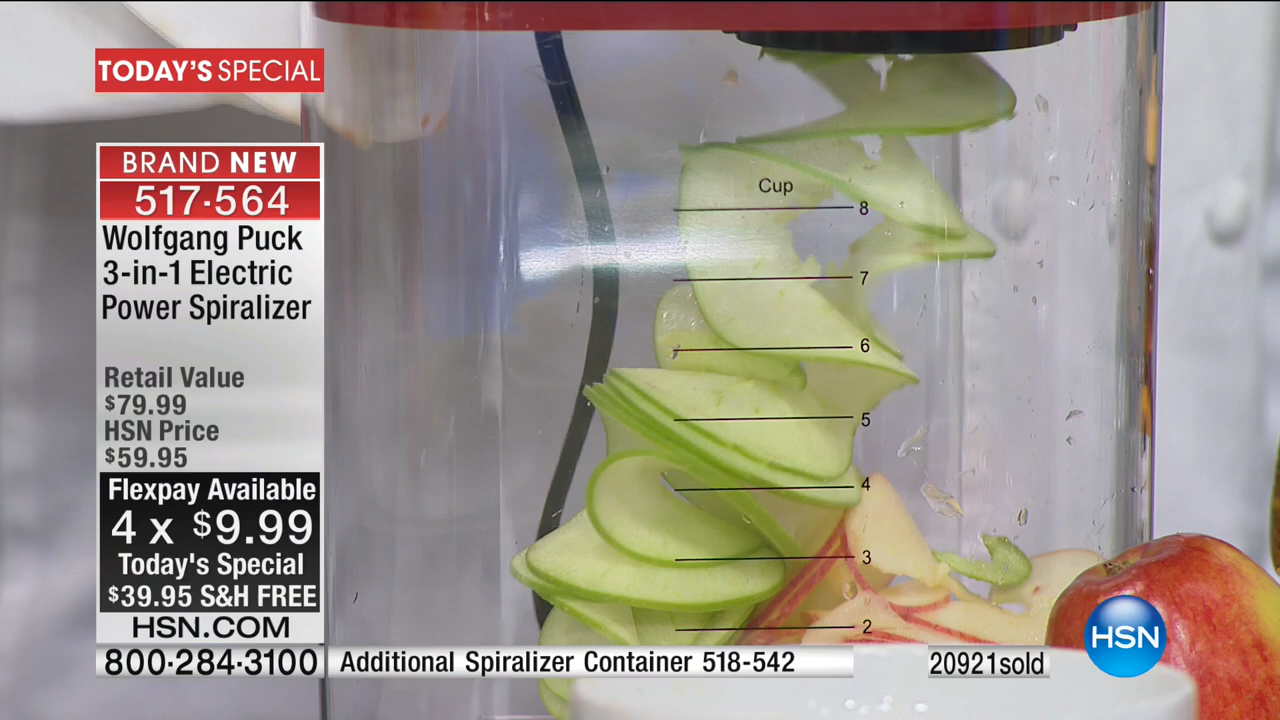 TODAY'S SPECIAL
BRAND NEW
517·564
Wolfgang Puck
3-in-1 Electric
Power Spiralizer
Retail Value
$79.99
HSN Price
$59.95
Flexpay Available
4 x $9.99
Today's Special
$39.95 S&H FREE
HSN.COM
800·284·3100
Additional Spiralizer Container 518-542
20921sold
HSN
Cup
8
7
6
5
4
3
2